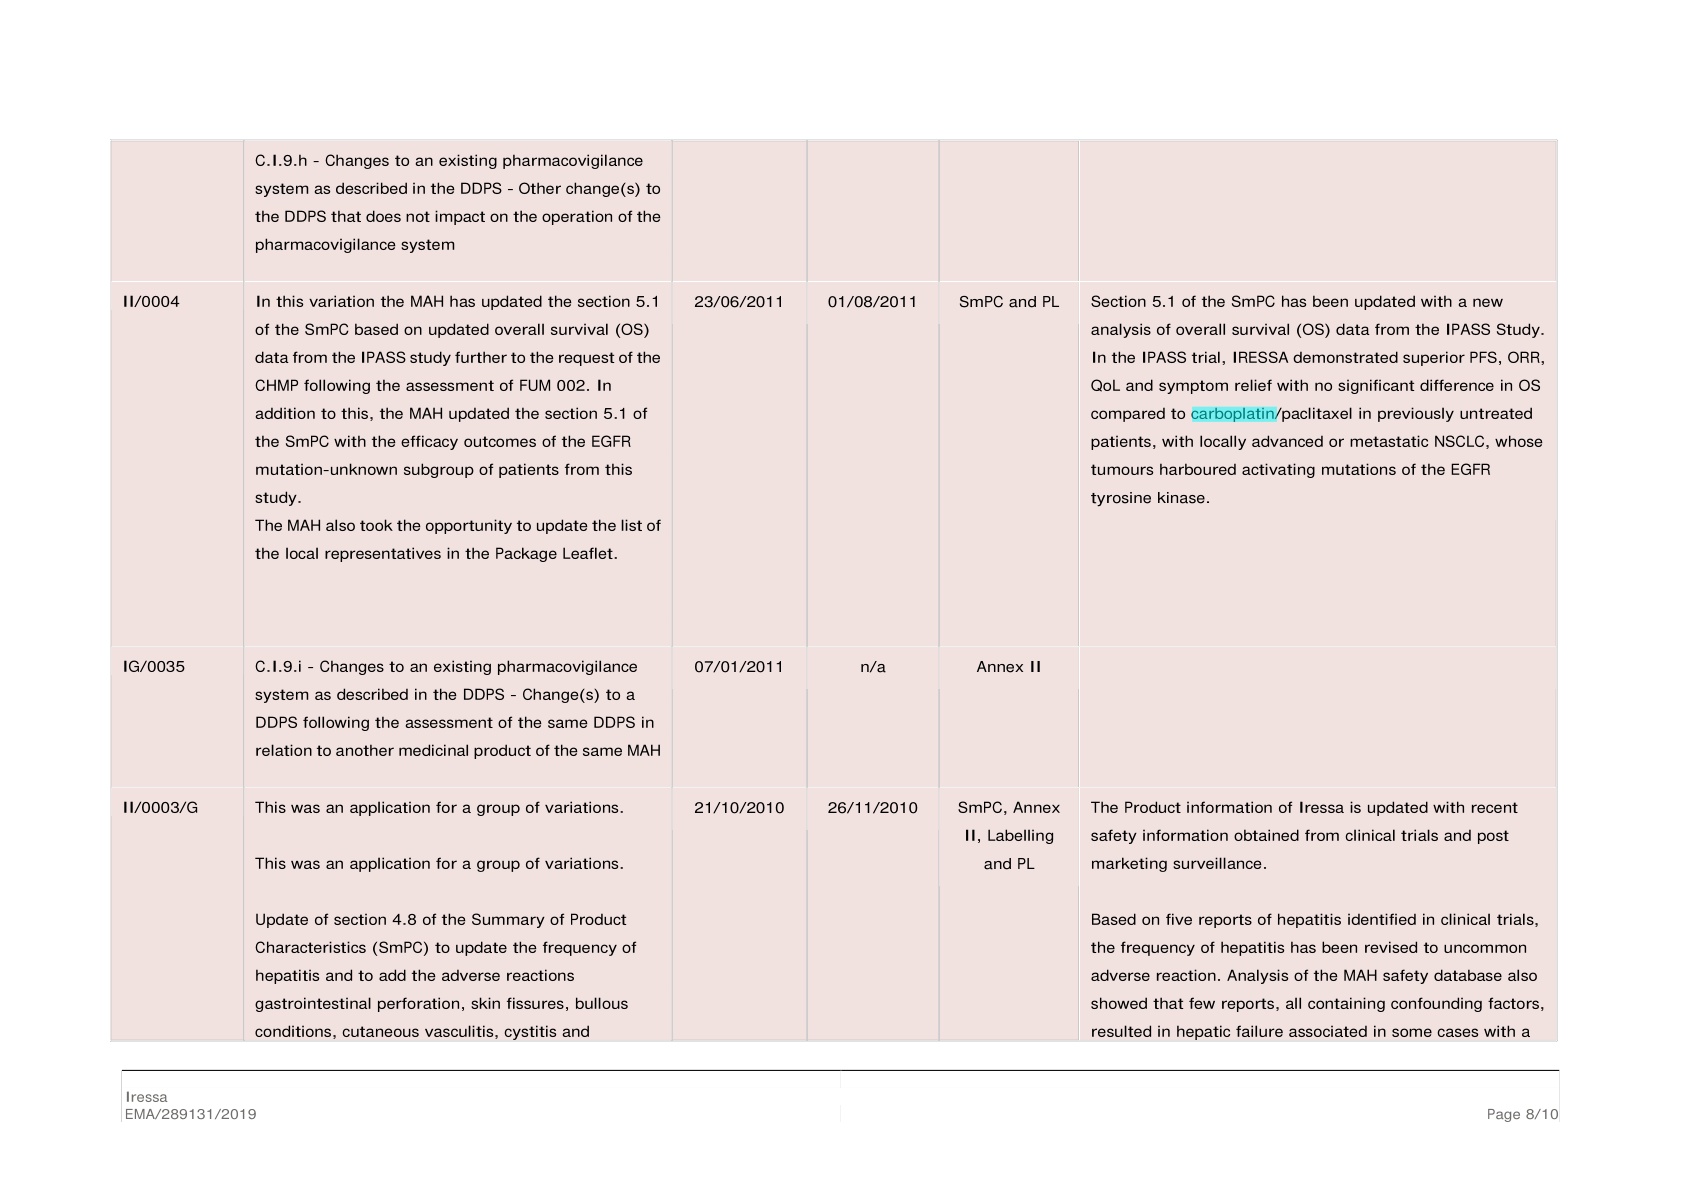 C.I.9.h - Changes to an existing pharmacovigilance
system as described in the DDPS - Other change(s) to
the DDPS that does not impact on the operation of the
pharmacovigilance system
II/0004
In this variation the MAH has updated the section 5.1
of the SmPC based on updated overall survival (OS)
data from the IPASS study further to the request of the
CHMP following the assessment of FUM 002. In
addition to this, the MAH updated the section 5.1 of
the SmPC with the efficacy outcomes of the EGFR
mutation-unknown subgroup of patients from this
study.
The MAH also took the opportunity to update the list of
the local representatives in the Package Leaflet.
23/06/2011
01/08/2011
SmPC and PL
Section 5.1 of the SmPC has been updated with a new
analysis of overall survival (OS) data from the IPASS Study.
In the IPASS trial, IRESSA demonstrated superior PFS, ORR,
QoL and symptom relief with no significant difference in OS
compared to carboplatin/paclitaxel in previously untreated
patients, with locally advanced or metastatic NSCLC, whose
tumours harboured activating mutations of the EGFR
tyrosine kinase.
IG/0035
C.I.9.i - Changes to an existing pharmacovigilance
system as described in the DDPS - Change(s) to a
DDPS following the assessment of the same DDPS in
relation to another medicinal product of the same MAH
07/01/2011
n/a
Annex II
II/0003/G
This was an application for a group of variations.
This was an application for a group of variations.
Update of section 4.8 of the Summary of Product
Characteristics (SmPC) to update the frequency of
hepatitis and to add the adverse reactions
gastrointestinal perforation, skin fissures, bullous
conditions, cutaneous vasculitis, cystitis and
21/10/2010
26/11/2010
SmPC, Annex
II, Labelling
and PL
The Product information of Iressa is updated with recent
safety information obtained from clinical trials and post
marketing surveillance.
Based on five reports of hepatitis identified in clinical trials,
the frequency of hepatitis has been revised to uncommon
adverse reaction. Analysis of the MAH safety database also
showed that few reports, all containing confounding factors,
resulted in hepatic failure associated in some cases with a
Iressa
EMA/289131/2019
Page 8/10